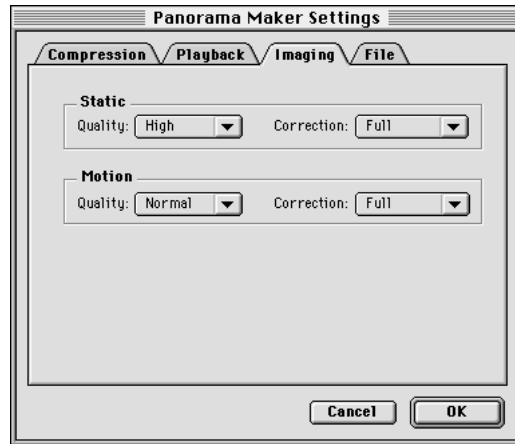 Panorama Maker Settings
Compression Playback Imaging File
Static
Quality: High Correction: Full
Motion
Quality: Normal Correction: Full
Cancel OK